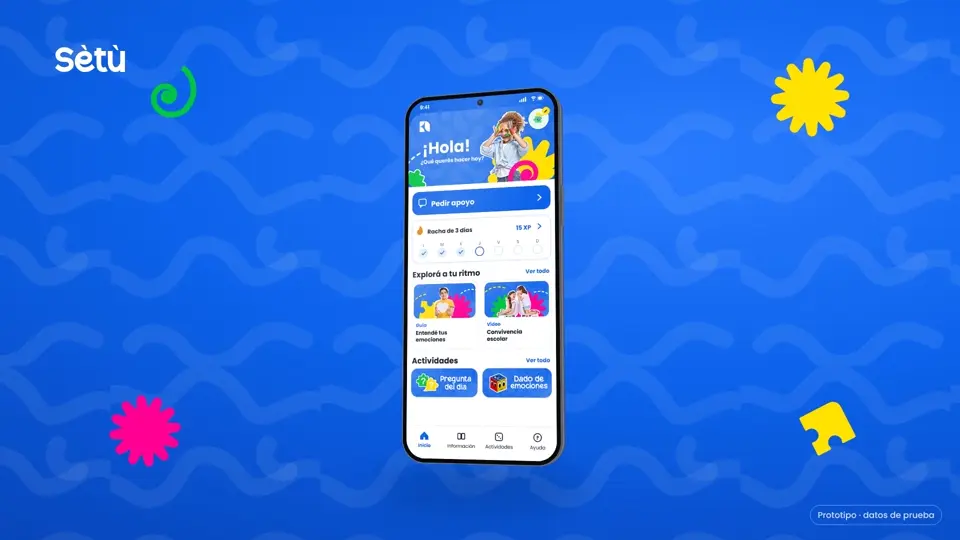 Sètù
9:41
¡Hola!
¿Qué querés hacer hoy?
Pedir apoyo
Racha de 3 días
15 XP
J V S D
Explorá a tu ritmo
Ver todo
Guía
Entendé tus
emociones
Video
Convivencia
escolar
Actividades
Ver todo
Pregunta
del día
Dado de
emociones
Inicio
Información
Actividades
Ayuda
Prototipo · datos de prueba